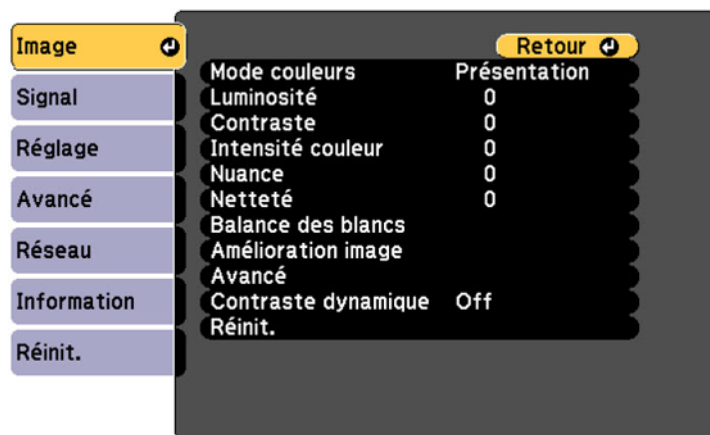 Image
Signal
Réglage
Avancé
Réseau
Information
Réinit.
Retour
Mode couleurs Présentation
Luminosité 0
Contraste 0
Intensité couleur 0
Nuance 0
Netteté 0
Balance des blancs
Amélioration image
Avancé
Contraste dynamique Off
Réinit.